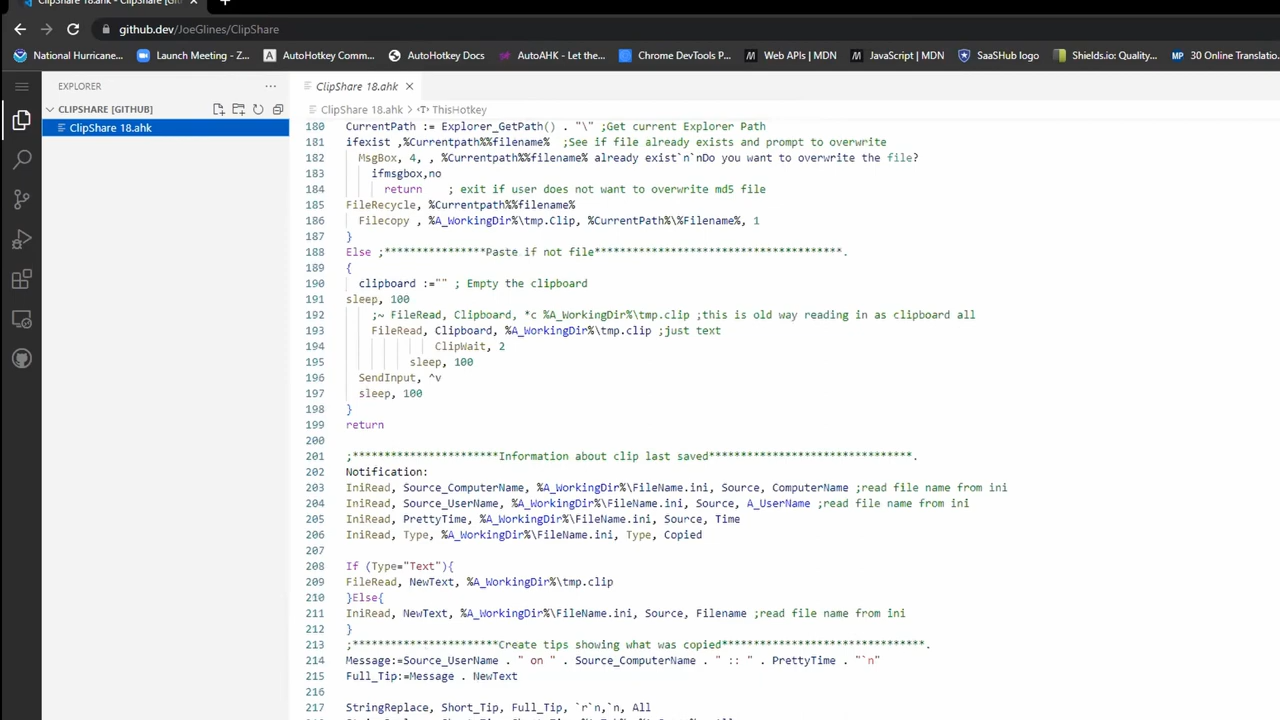 ClipShare 18.ahk - ClipShare [Git
github.dev/JoeGlines/ClipShare
National Hurricane... Launch Meeting - Z... AutoHotkey Comm... AutoHotkey Docs AutoAHK - Let the... Chrome DevTools P... Web APIs | MDN JavaScript | MDN SaaSHub logo Shields.io: Quality... 30 Online Translatio...
EXPLORER
CLIPSHARE [GITHUB]
ClipShare 18.ahk
ClipShare 18.ahk
ClipShare 18.ahk > ThisHotkey
180 CurrentPath := Explorer_GetPath() . "\" ;Get current Explorer Path
181 ifexist ,%Currentpath%%filename% ;See if file already exists and prompt to overwrite
182 MsgBox, 4, , %Currentpath%%filename% already exist`n`nDo you want to overwrite the file?
183 ifmsgbox,no
184 return ; exit if user does not want to overwrite md5 file
185 FileRecycle, %Currentpath%%filename%
186 Filecopy , %A_WorkingDir%\tmp.Clip, %CurrentPath%\%Filename%, 1
187 }
188 Else ;****************Paste if not file***************************************.
189 {
190 clipboard :="" ; Empty the clipboard
191 sleep, 100
192 ;~ FileRead, Clipboard, *c %A_WorkingDir%\tmp.clip ;this is old way reading in as clipboard all
193 FileRead, Clipboard, %A_WorkingDir%\tmp.clip ;just text
194 ClipWait, 2
195 sleep, 100
196 SendInput, ^v
197 sleep, 100
198 }
199 return
200
201 ;***********************Information about clip last saved********************************.
202 Notification:
203 IniRead, Source_ComputerName, %A_WorkingDir%\FileName.ini, Source, ComputerName ;read file name from ini
204 IniRead, Source_UserName, %A_WorkingDir%\FileName.ini, Source, A_UserName ;read file name from ini
205 IniRead, PrettyTime, %A_WorkingDir%\FileName.ini, Source, Time
206 IniRead, Type, %A_WorkingDir%\FileName.ini, Type, Copied
207
208 If (Type="Text"){
209 FileRead, NewText, %A_WorkingDir%\tmp.clip
210 }Else{
211 IniRead, NewText, %A_WorkingDir%\FileName.ini, Source, Filename ;read file name from ini
212 }
213 ;***********************Create tips showing what was copied********************************.
214 Message:=Source_UserName . " on " . Source_ComputerName . " :: " . PrettyTime . "`n"
215 Full_Tip:=Message . NewText
216
217 StringReplace, Short_Tip, Full_Tip, `r`n,`n, All